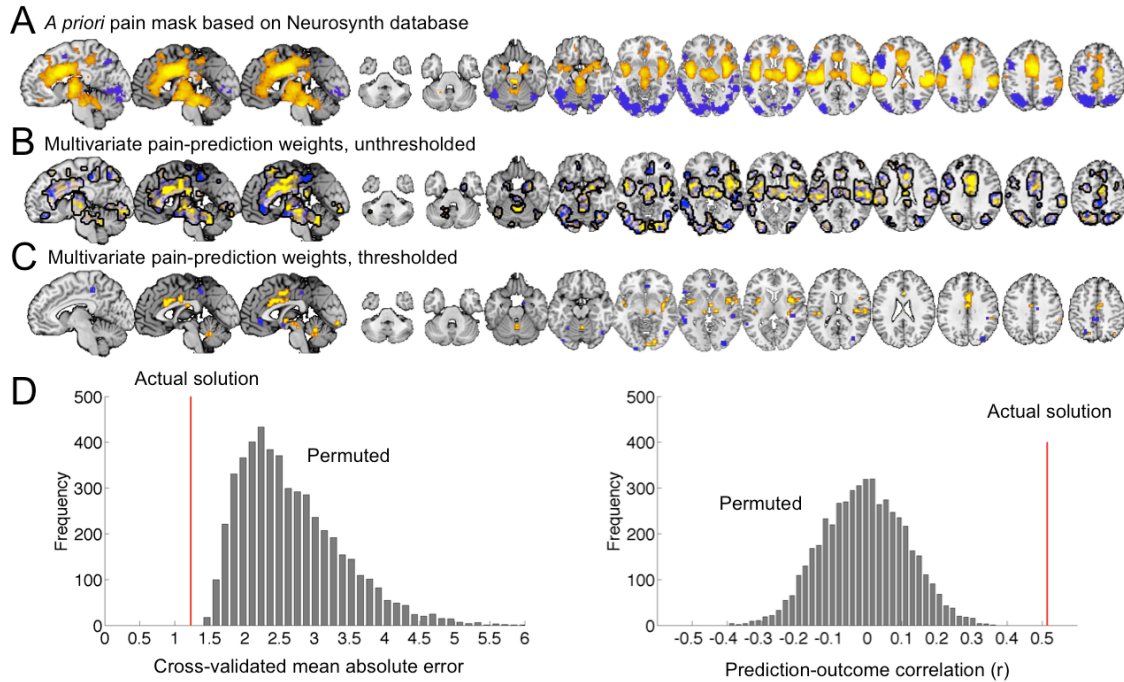 A A priori pain mask based on Neurosynth database
B Multivariate pain-prediction weights, unthresholded
C Multivariate pain-prediction weights, thresholded
D
Actual solution
500
400
300
200
100
0
Frequency
Permuted
0 0.5 1 1.5 2 2.5 3 3.5 4 4.5 5 5.5 6
Cross-validated mean absolute error
Actual solution
500
400
300
200
100
0
Frequency
Permuted
-0.5 -0.4 -0.3 -0.2 -0.1 0 0.1 0.2 0.3 0.4 0.5
Prediction-outcome correlation (r)